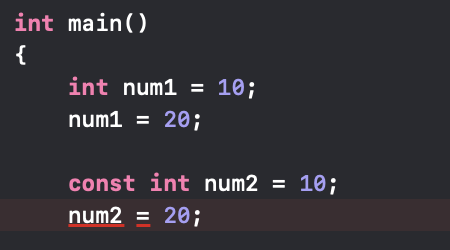 int main()
{
    int num1 = 10;
    num1 = 20;

    const int num2 = 10;
    num2 = 20;